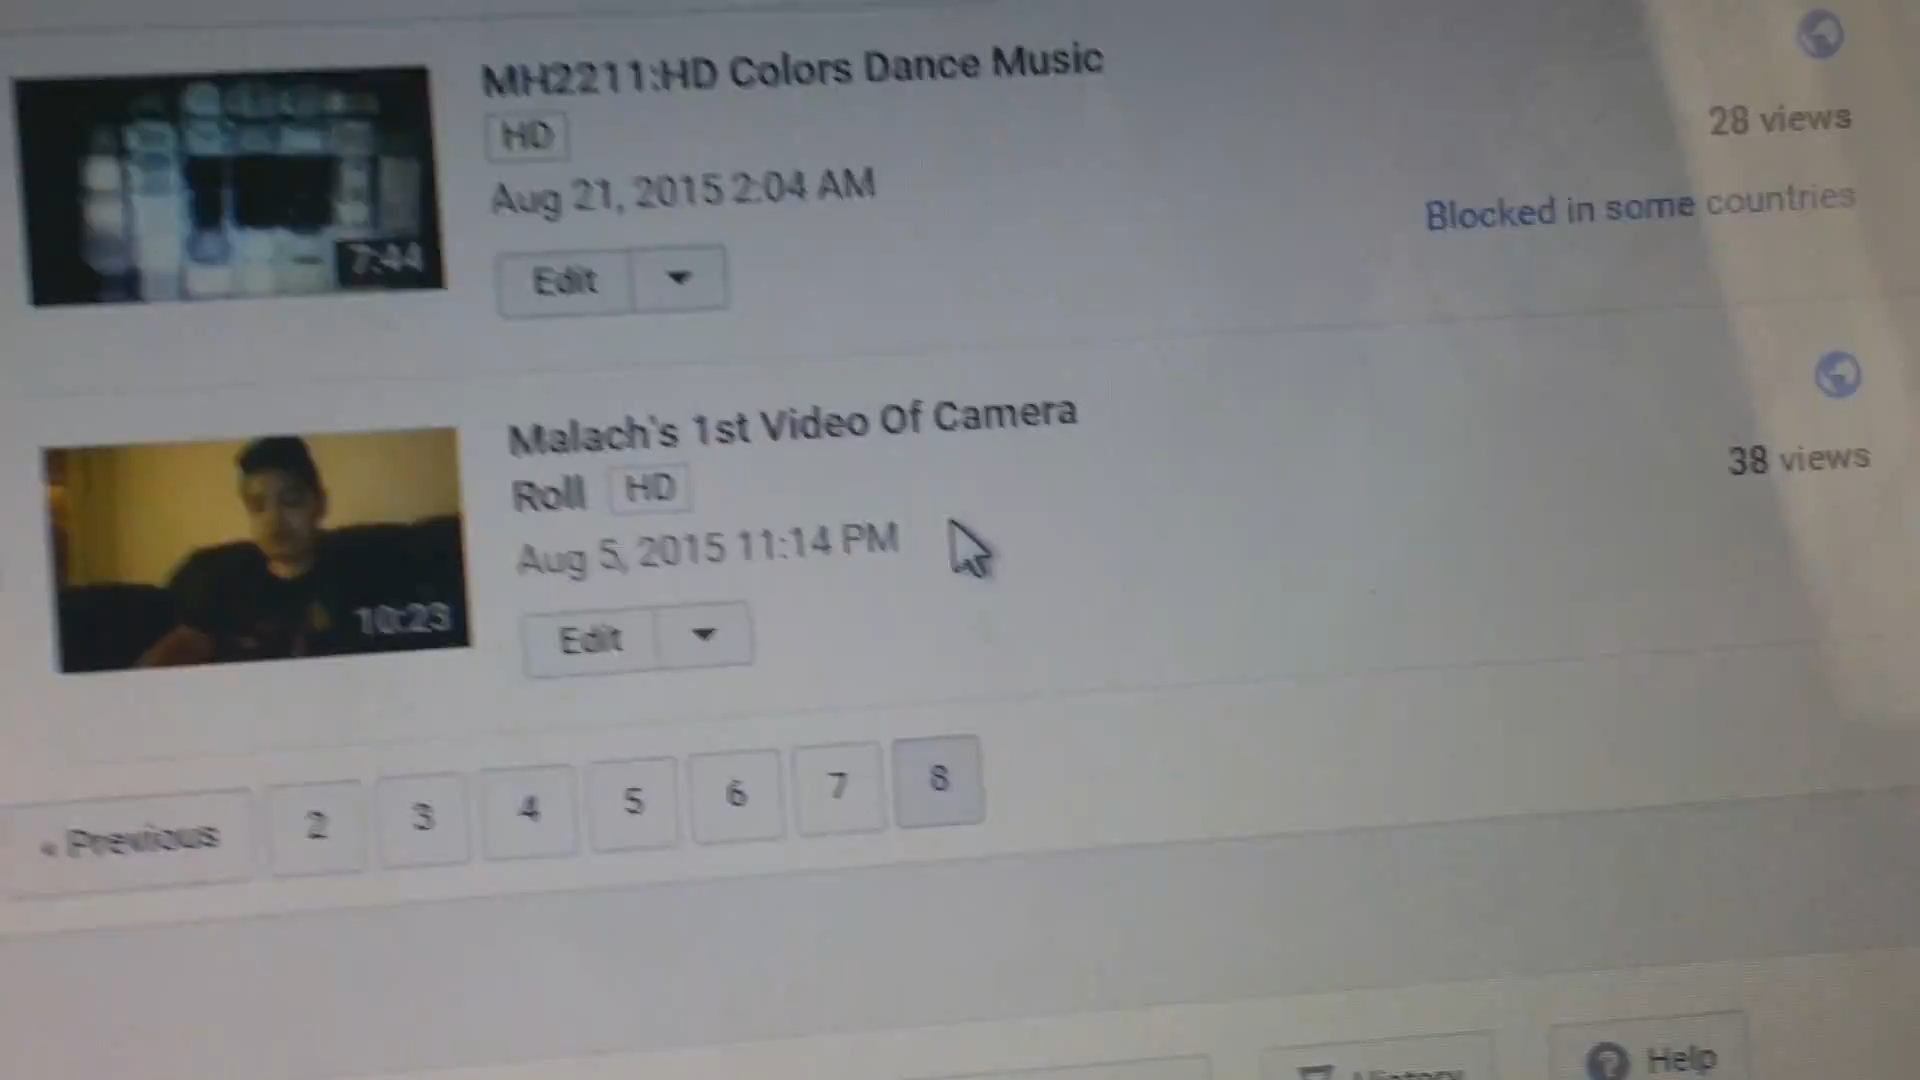 MH2211:HD Colors Dance Music
HD
28 views
Aug 21, 2015 2:04 AM
Blocked in some countries
7:44
Edit
Malach's 1st Video Of Camera
Roll HD
38 views
Aug 5, 2015 11:14 PM
10:23
Edit
« Previous 2 3 4 5 6 7 8
History Help